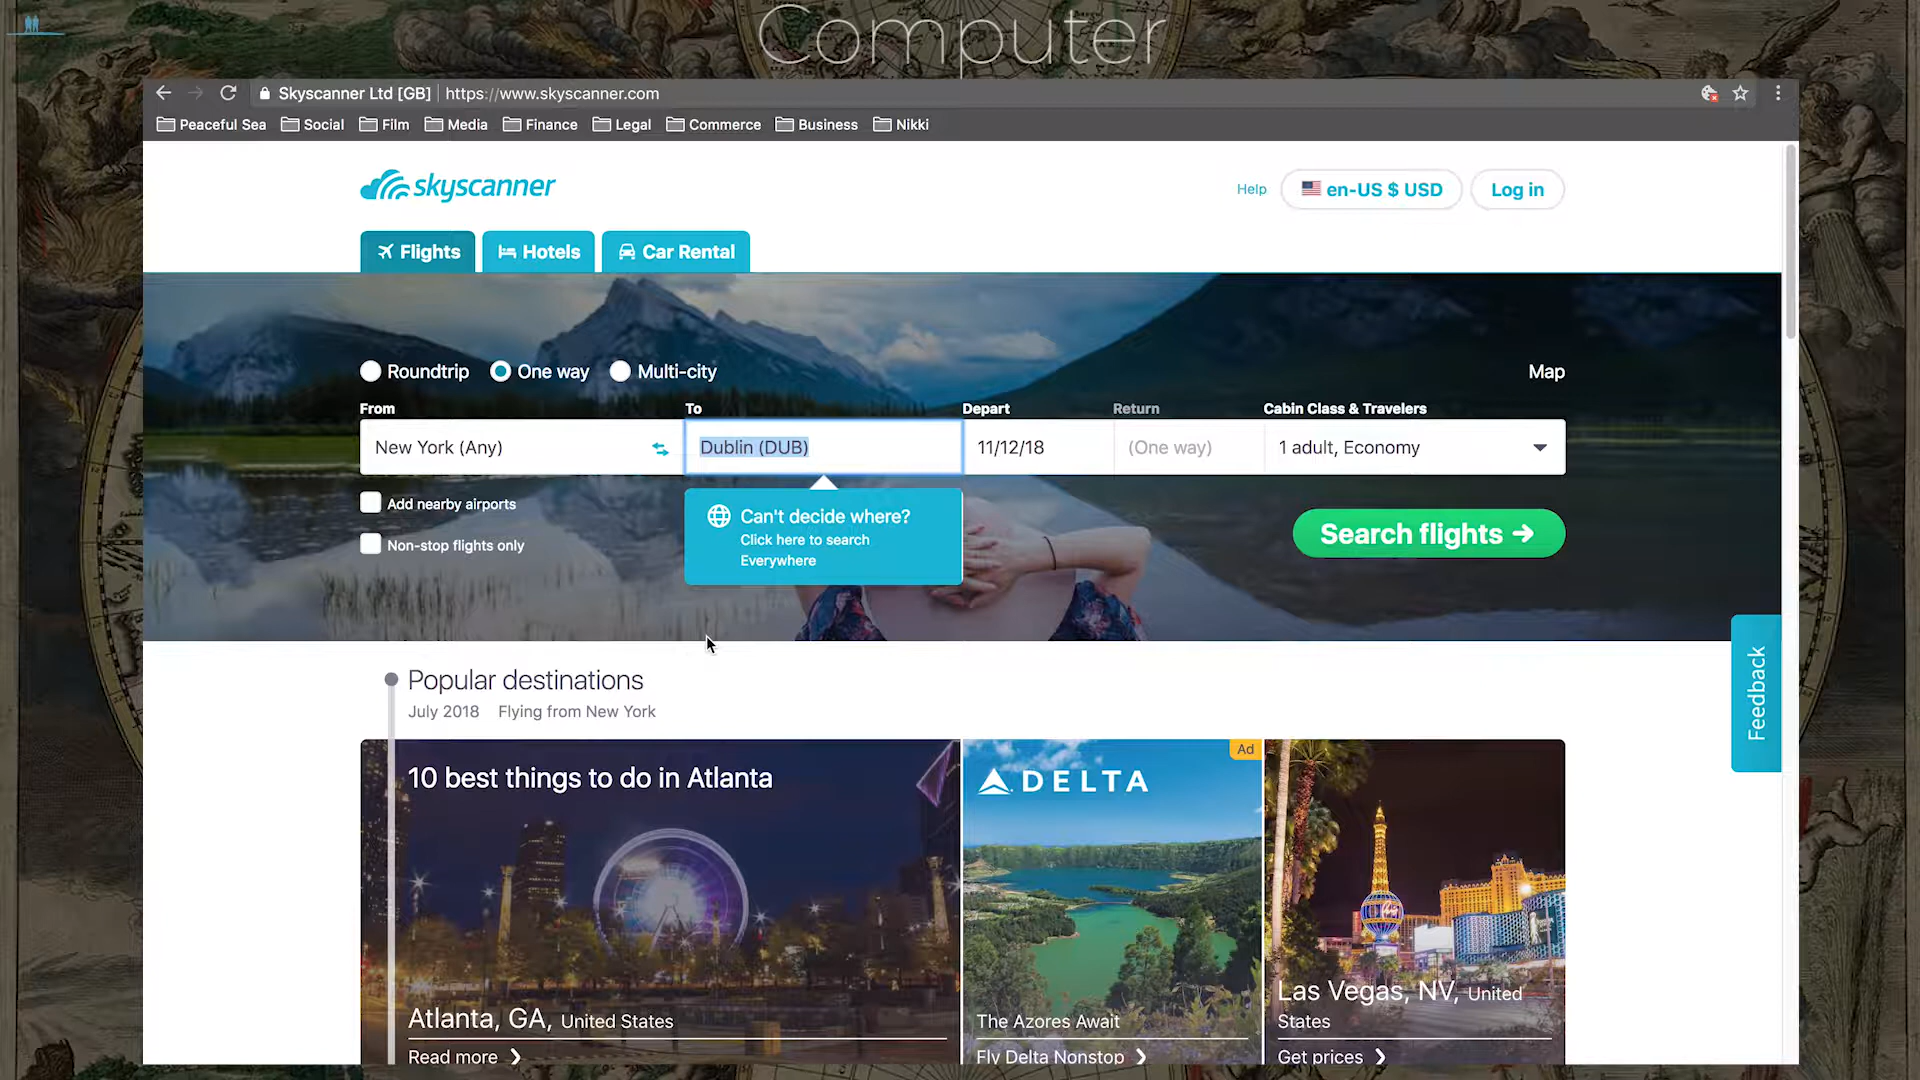 Computer
Skyscanner Ltd [GB] https://www.skyscanner.com
Peaceful Sea Social Film Media Finance Legal Commerce Business Nikki
skyscanner
Help en-US $ USD Log in
Flights Hotels Car Rental
Roundtrip One way Multi-city Map
From To Depart Return Cabin Class & Travelers
New York (Any) Dublin (DUB) 11/12/18 (One way) 1 adult, Economy
Add nearby airports
Non-stop flights only
Can't decide where?
Click here to search
Everywhere
Search flights
Feedback
Popular destinations
July 2018 Flying from New York
10 best things to do in Atlanta
Atlanta, GA, United States
Read more
Ad
DELTA
The Azores Await
Fly Delta Nonstop
Las Vegas, NV, United
States
Get prices